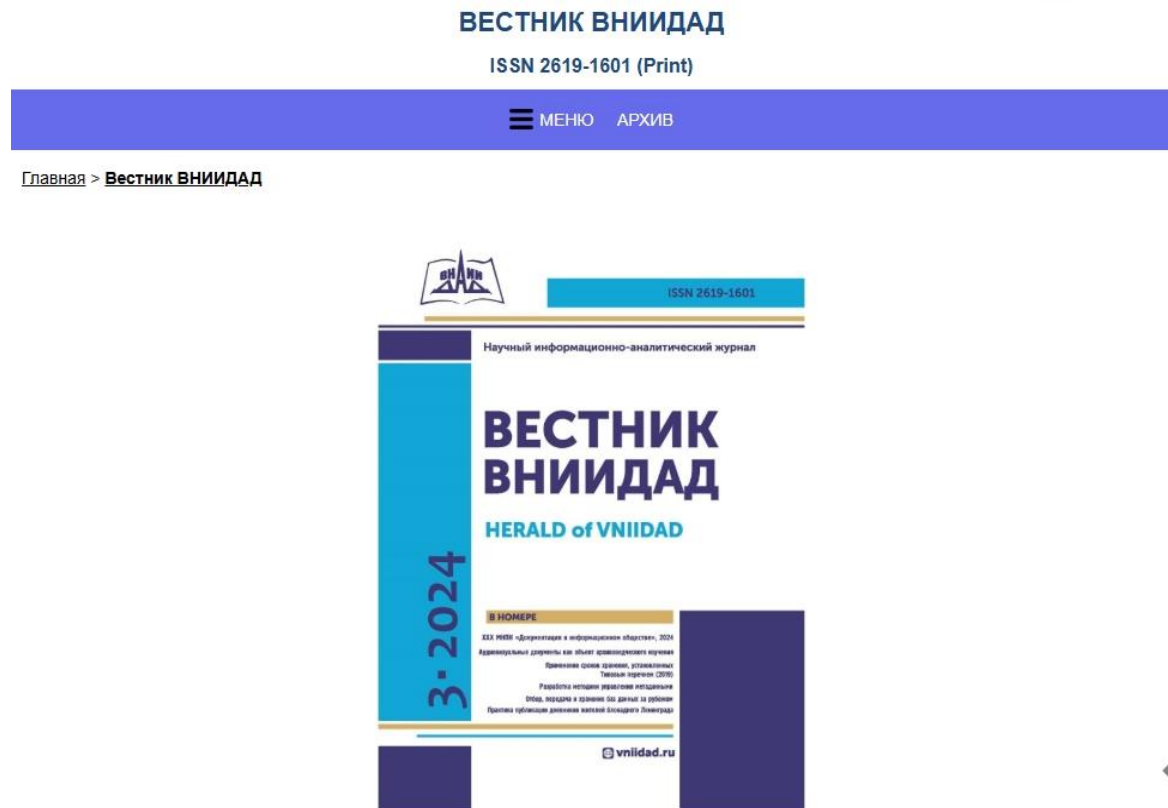 ВЕСТНИК ВНИИДАД
ISSN 2619-1601 (Print)
МЕНЮ АРХИВ
Главная > Вестник ВНИИДАД
ВНИИ
ДАД
ISSN 2619-1601
Научный информационно-аналитический журнал
ВЕСТНИК
ВНИИДАД
HERALD of VNIIDAD
3·2024
В НОМЕРЕ
XXX МНПК «Документация в информационном обществе», 2024
Аудиовизуальные документы как объект архивоведческого изучения
Применение сроков хранения, установленных
Типовым перечнем (2019)
Разработка методики управления метаданными
Отбор, передача и хранение баз данных за рубежом
Практика публикации дневников жителей блокадного Ленинграда
vniidad.ru